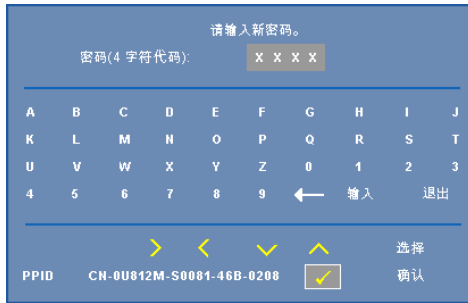 请输入新密码。
密码(4 字符代码): X X X X
A B C D E F G H I J
K L M N O P Q R S T
U V W X Y Z 0 1 2 3
4 5 6 7 8 9 输入 退出
选择
PPID CN-0U812M-S0081-46B-0208 确认